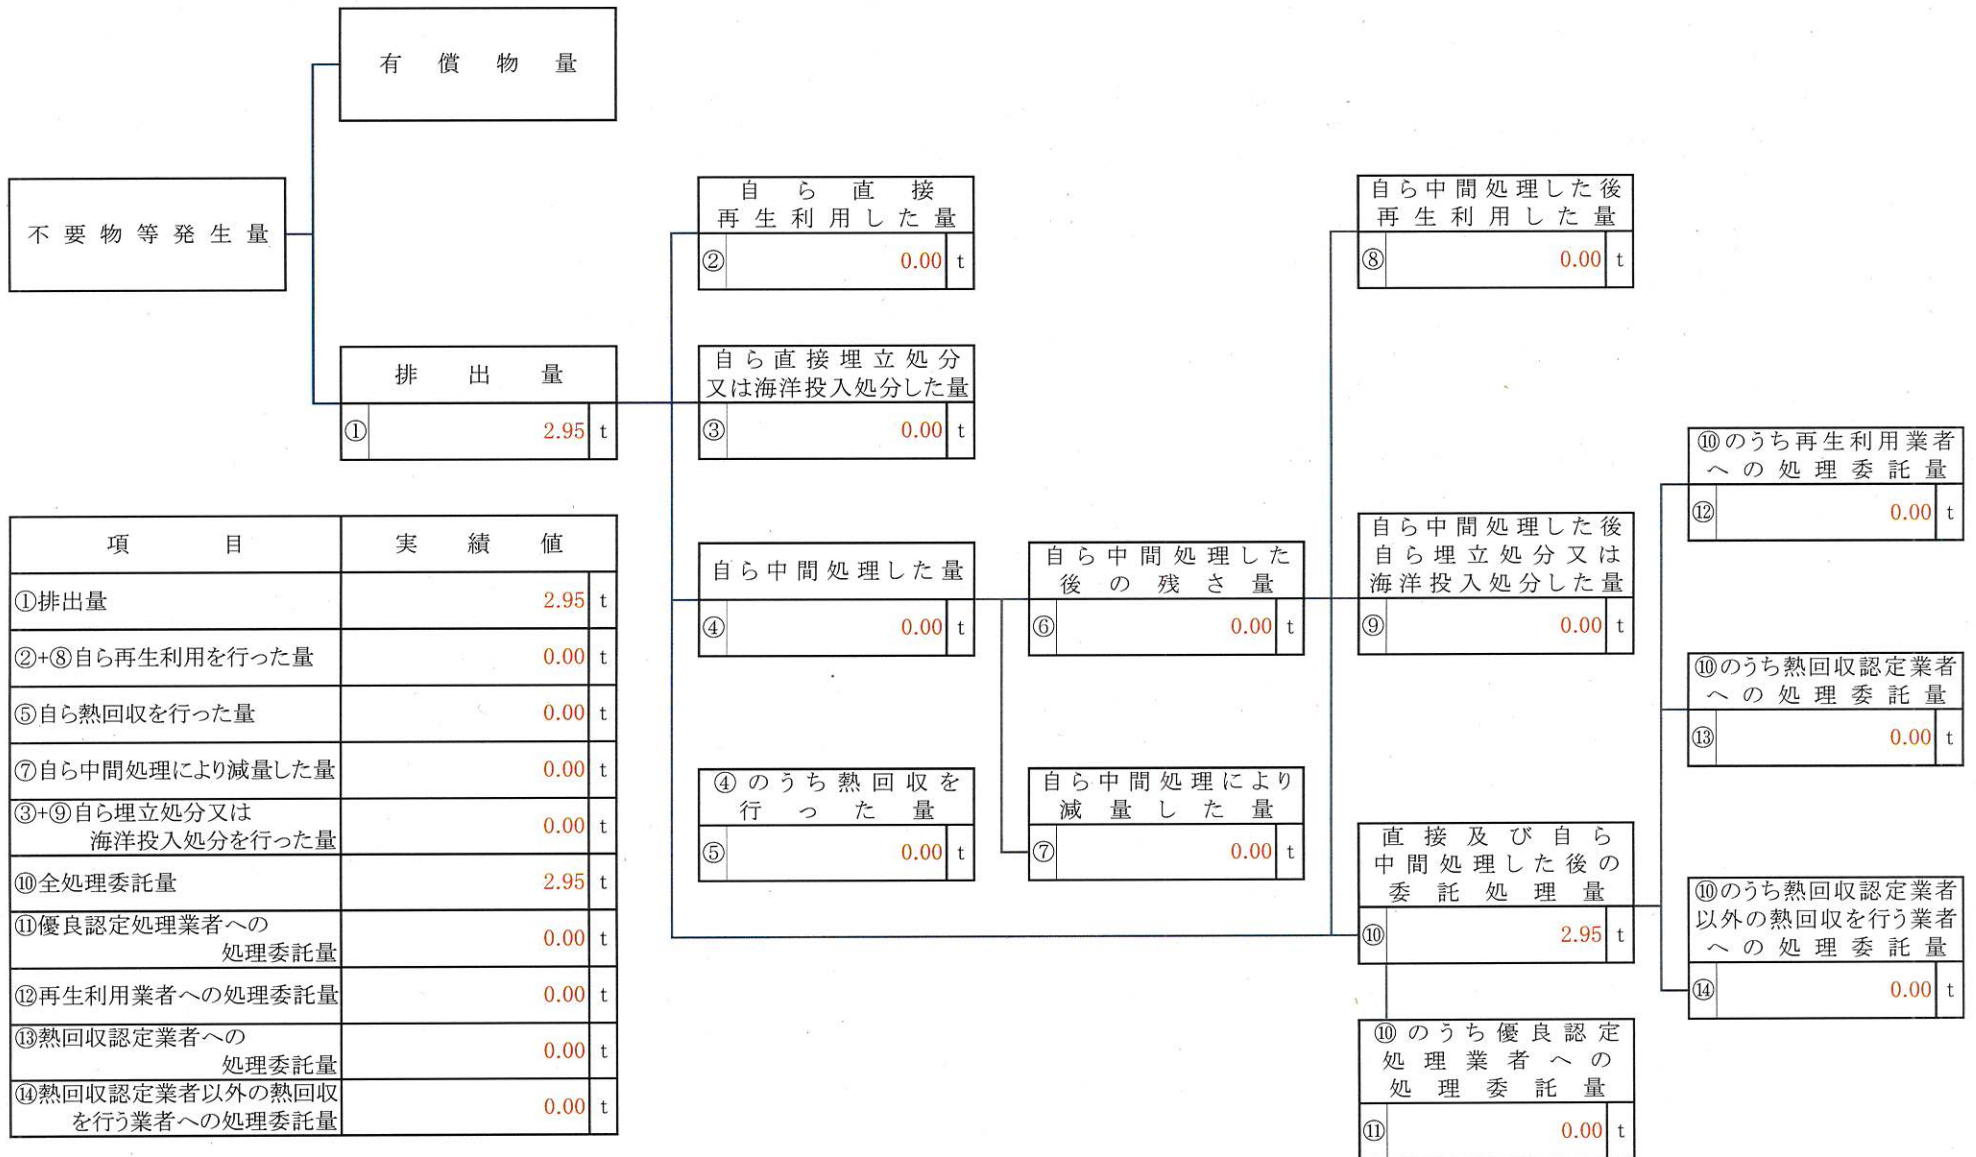 有償物量
不要物等発生量
排出量
① 2.95 t
自ら直接
再生利用した量
② 0.00 t
自ら直接埋立処分
又は海洋投入処分した量
③ 0.00 t
自ら中間処理した量
④ 0.00 t
④のうち熱回収を
行った量
⑤ 0.00 t
自ら中間処理した
後の残さ量
⑥ 0.00 t
自ら中間処理により
減量した量
⑦ 0.00 t
自ら中間処理した後
再生利用した量
⑧ 0.00 t
自ら中間処理した後
自ら埋立処分又は
海洋投入処分した量
⑨ 0.00 t
直接及び自ら
中間処理した後の
委託処理量
⑩ 2.95 t
⑩のうち優良認定
処理業者への
処理委託量
⑪ 0.00 t
⑩のうち再生利用業者
への処理委託量
⑫ 0.00 t
⑩のうち熱回収認定業者
への処理委託量
⑬ 0.00 t
⑩のうち熱回収認定業者
以外の熱回収を行う業者
への処理委託量
⑭ 0.00 t
項目 実績値
①排出量 2.95 t
②+⑧自ら再生利用を行った量 0.00 t
⑤自ら熱回収を行った量 0.00 t
⑦自ら中間処理により減量した量 0.00 t
③+⑨自ら埋立処分又は
海洋投入処分を行った量 0.00 t
⑩全処理委託量 2.95 t
⑪優良認定処理業者への
処理委託量 0.00 t
⑫再生利用業者への処理委託量 0.00 t
⑬熱回収認定業者への
処理委託量 0.00 t
⑭熱回収認定業者以外の熱回収
を行う業者への処理委託量 0.00 t